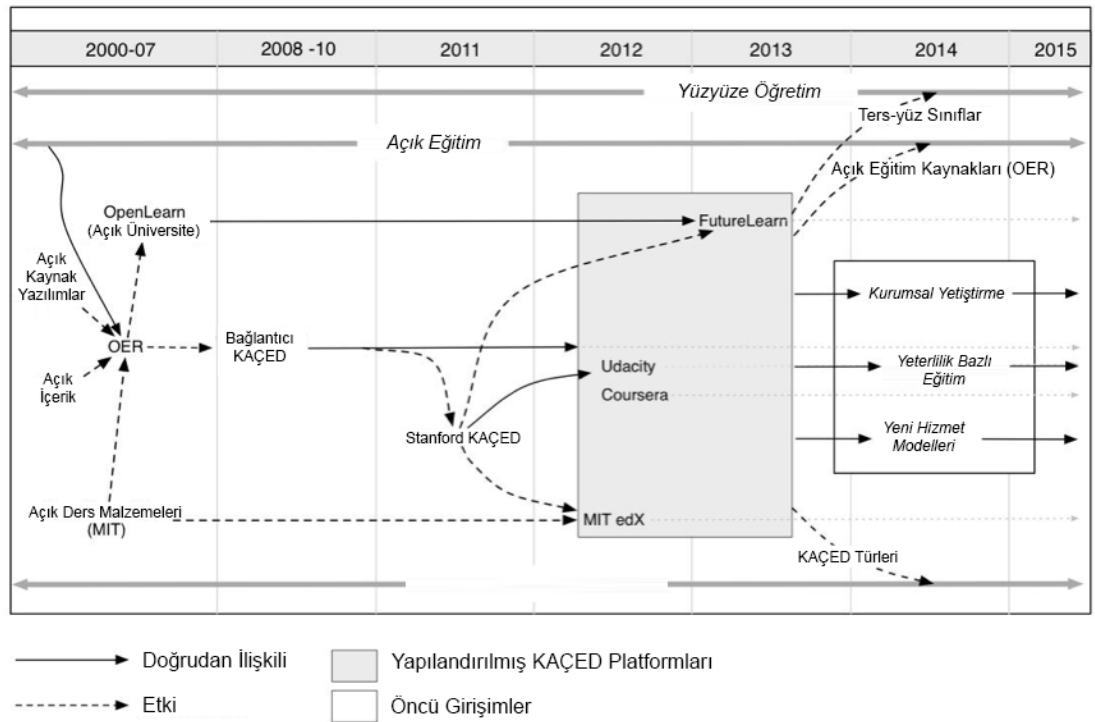 2000-07
2008 -10
2011
2012
2013
2014
2015
Yüzyüze Öğretim
Ters-yüz Sınıflar
Açık Eğitim
Açık Eğitim Kaynakları (OER)
OpenLearn
(Açık Üniversite)
FutureLearn
Açık
Kaynak
Yazılımlar
Kurumsal Yetiştirme
OER
Bağlantıcı
KAÇED
Açık
İçerik
Udacity
Coursera
Yeterlilik Bazlı
Eğitim
Stanford KAÇED
Yeni Hizmet
Modelleri
Açık Ders Malzemeleri
(MIT)
MIT edX
KAÇED Türleri
Doğrudan İlişkili
Yapılandırılmış KAÇED Platformları
Etki
Öncü Girişimler